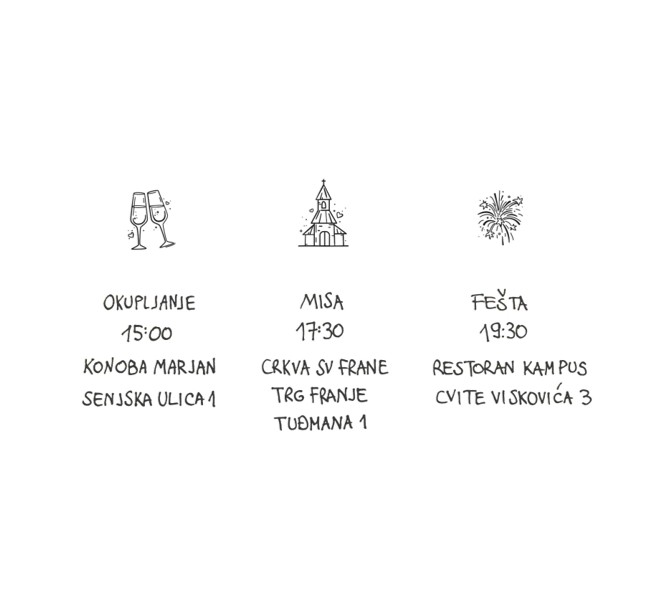 OKUPLJANJE
15:00
KONOBA MARJAN
SENJSKA ULICA 1
MISA
17:30
CRKVA SV FRANE
TRG FRANJE
TUĐMANA 1
FEŠTA
19:30
RESTORAN KAMPUS
CVITE VISKOVIĆA 3